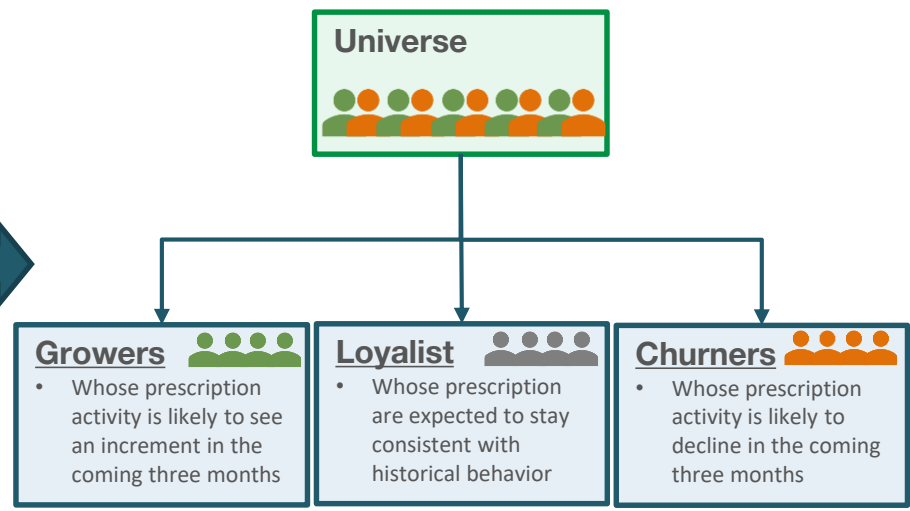 Universe
Growers
• Whose prescription
activity is likely to see
an increment in the
coming three months
Loyalist
• Whose prescription
are expected to stay
consistent with
historical behavior
Churners
• Whose prescription
activity is likely to
decline in the coming
three months